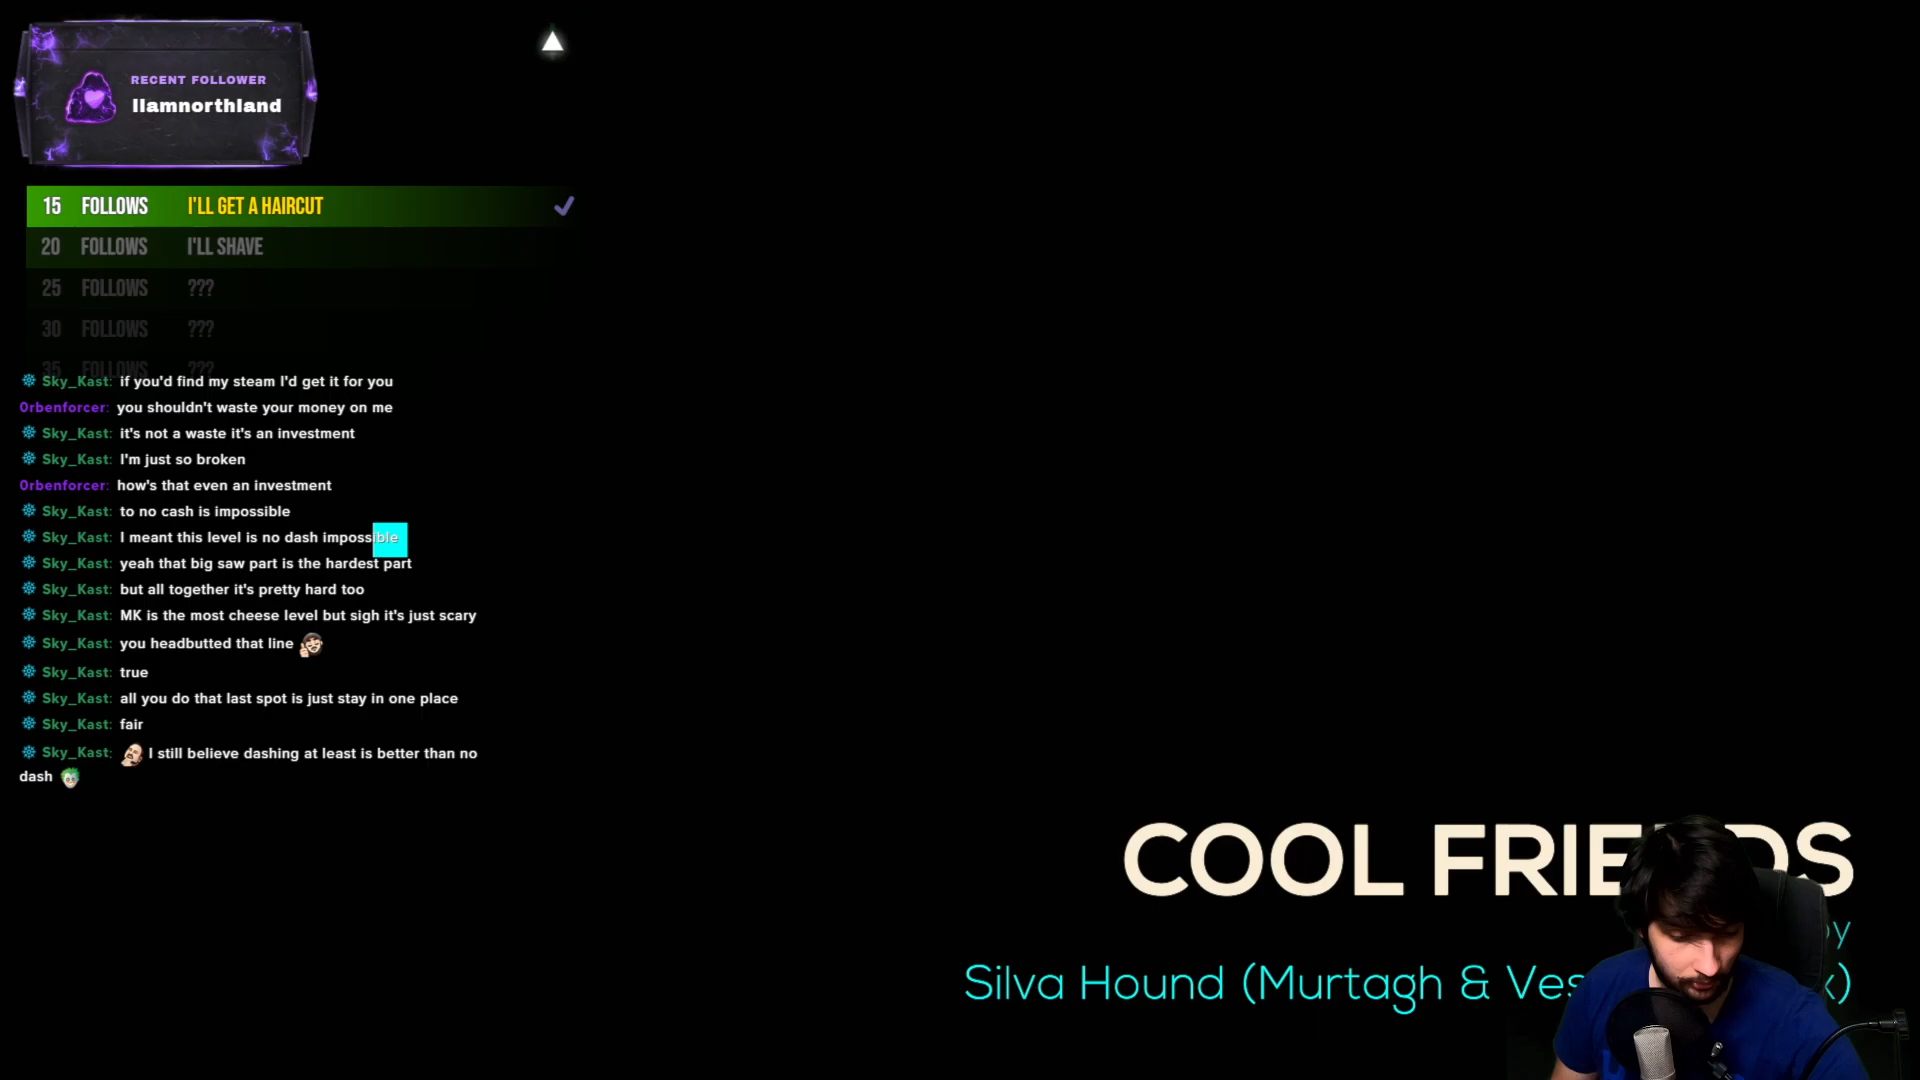 RECENT FOLLOWER
llamnorthland
15 FOLLOWS I'LL GET A HAIRCUT
20 FOLLOWS I'LL SHAVE
25 FOLLOWS ???
30 FOLLOWS ???
35 FOLLOWS ???
Sky_Kast: if you'd find my steam I'd get it for you
Orbenforcer: you shouldn't waste your money on me
Sky_Kast: it's not a waste it's an investment
Sky_Kast: I'm just so broken
Orbenforcer: how's that even an investment
Sky_Kast: to no cash is impossible
Sky_Kast: I meant this level is no dash impossible
Sky_Kast: yeah that big saw part is the hardest part
Sky_Kast: but all together it's pretty hard too
Sky_Kast: MK is the most cheese level but sigh it's just scary
Sky_Kast: you headbutted that line
Sky_Kast: true
Sky_Kast: all you do that last spot is just stay in one place
Sky_Kast: fair
Sky_Kast: I still believe dashing at least is better than no
dash
COOL FRIENDS
by
Silva Hound (Murtagh &